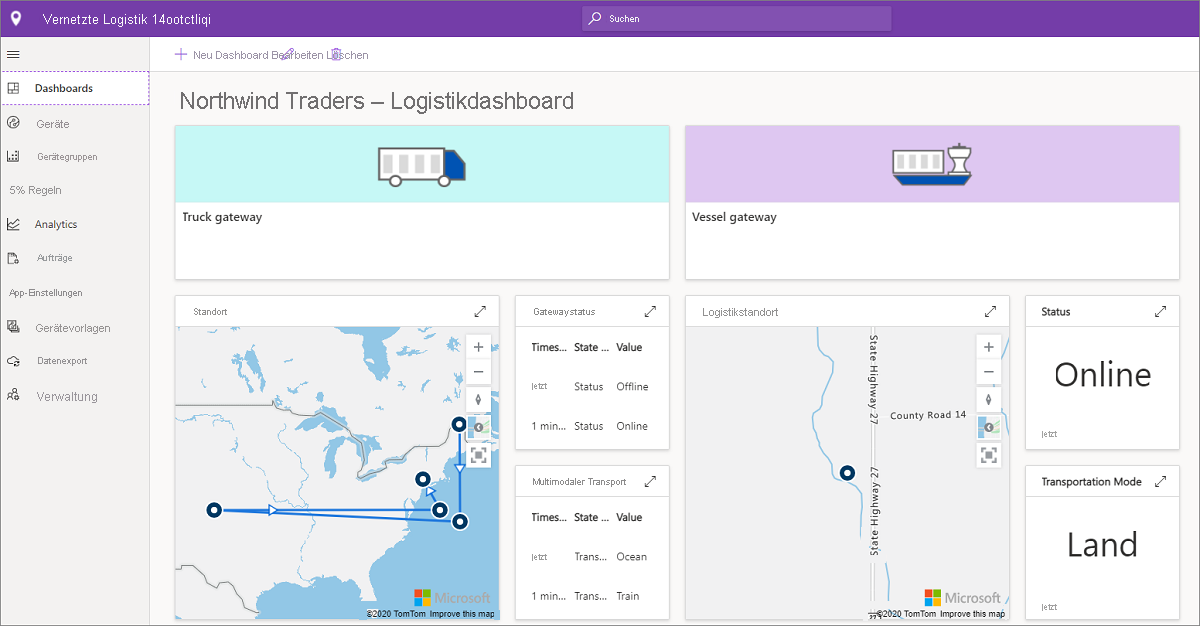 Vernetzte Logistik 14ootctliqi
Suchen
Neu Dashboard Bearbeiten Löschen
Dashboards
Geräte
Gerätegruppen
5% Regeln
Analytics
Aufträge
App-Einstellungen
Gerätevorlagen
Datenexport
Verwaltung
Northwind Traders – Logistikdashboard
Truck gateway
Vessel gateway
Standort
Microsoft
©2020 TomTom Improve this map
Gatewaystatus
Times... State ... Value
Jetzt Status Offline
1 min... Status Online
Multimodaler Transport
Times... State ... Value
Jetzt Trans... Ocean
1 min... Trans... Train
Logistikstandort
State Highway 27
County Road 14
State Highway 27
Microsoft
©2020 TomTom Improve this map
Status
Online
Jetzt
Transportation Mode
Land
Jetzt